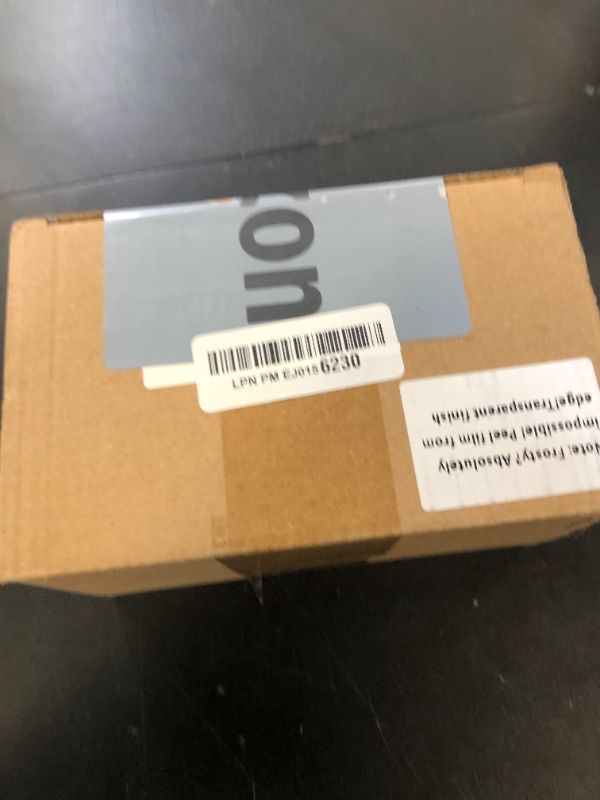 on
LPN PM EJ0156230
Note: Frosty? Absolutely
impossible! Peel film from
edge!Transparent finish